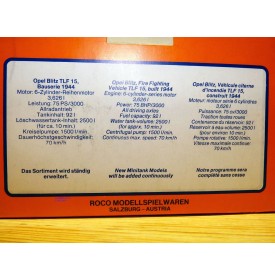 Opel Blitz TLF 15,
Bauserie 1944
Motor: 6-Zylinder-Reihenmotor
3,626 l
Leistung: 75 PS/3000
Allradantrieb
Tankinhalt: 92 l
Löschwassertank-Inhalt: 2500 l
(für ca. 10 min.)
Kreiselpumpe: 1500 l/min.
Dauerhöchstgeschwindigkeit:
70 km/h
Das Sortiment wird ständig
erweitert.
Opel Blitz, Fire Fighting
Vehicle TLF 15, built 1944
Engine: 6-cylinder-series motor
3,626 l
Power: 75 BHP/3000
All driving axles
Fuel capacity: 92 l
Water tank-volume: 2500 l
(for approx. 10 min.)
Centrifugal pump: 1500 l/min.
Continuous max. speed: 70 km/h
New Minitank Models
will be added continuously
Opel Blitz, Véhicule citerne
d'incendie TLF 15,
construit 1944
Moteur: moteur série 6 cylindres
3,626 l
Puissance: 75 cv/3000
Traction toutes roues
Contenance du réservoir: 92 l
Réservoir à eau-volume: 2500 l
(pour env. 10 min.)
Pompe rotative: 1500 l/min.
Vitesse maximale continue:
70 km/h
Notre programme sera
complété sans cesse
ROCO MODELLSPIELWAREN
SALZBURG - AUSTRIA